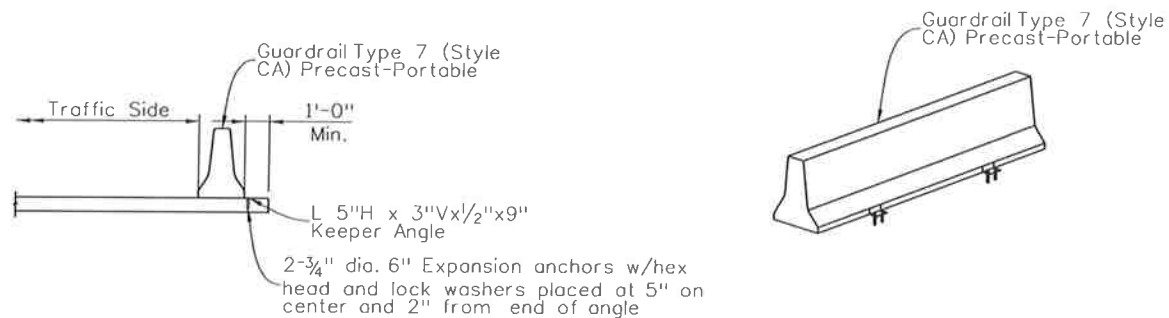 Guardrail Type 7 (Style
CA) Precast-Portable
Traffic Side
1'-0"
Min.
L 5"H x 3"Vx1/2"x9"
Keeper Angle
2-3/4" dia. 6" Expansion anchors w/hex
head and lock washers placed at 5" on
center and 2" from end of angle
Guardrail Type 7 (Style
CA) Precast-Portable